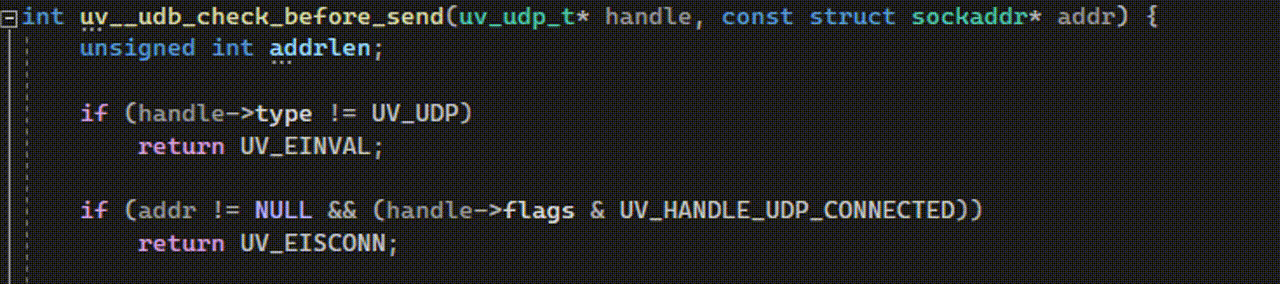 int uv__udb_check_before_send(uv_udp_t* handle, const struct sockaddr* addr) {
    unsigned int addrlen;
    if (handle->type != UV_UDP)
        return UV_EINVAL;
    if (addr != NULL && (handle->flags & UV_HANDLE_UDP_CONNECTED))
        return UV_EISCONN;